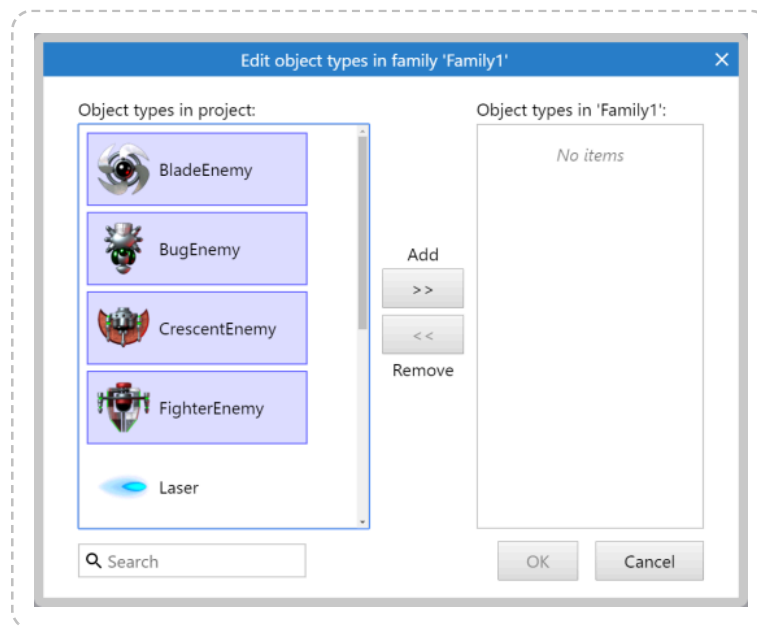 Edit object types in family 'Family1'
Object types in project:
Object types in 'Family1':
BladeEnemy
No items
BugEnemy
Add
>>
CrescentEnemy
<<
Remove
FighterEnemy
Laser
Search
OK
Cancel